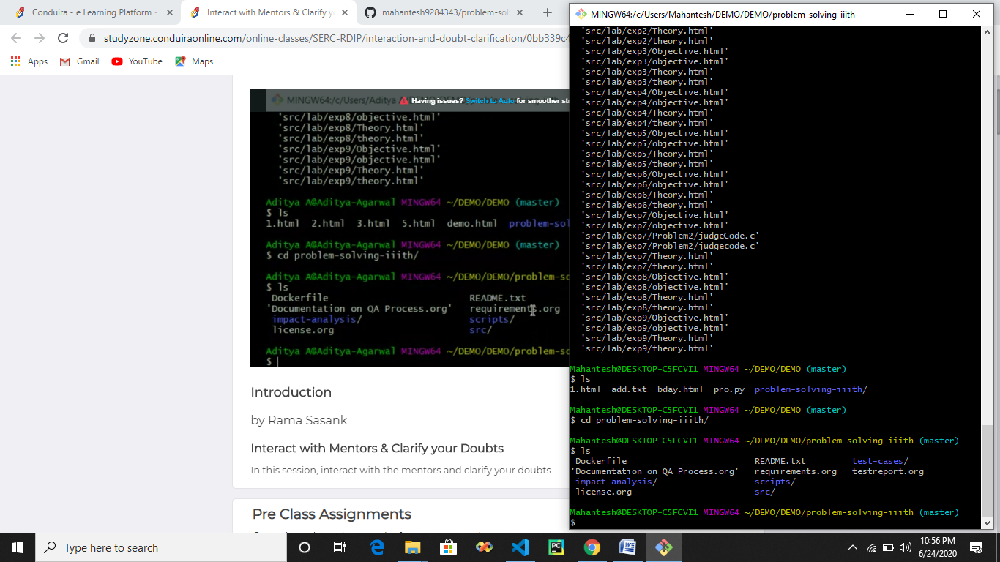 Conduira - e Learning Platform -
Interact with Mentors & Clarify y
mahantesh9284343/problem-sol
studyzone.conduiraonline.com/online-classes/SERC-RDIP/interaction-and-doubt-clarification/0bb339c4
Apps
Gmail
YouTube
Maps
MINGW64:/c/Users/Aditya A
Having issues? Switch to Auto for smoother st
'src/lab/exp8/objective.html'
'src/lab/exp8/Theory.html'
'src/lab/exp8/theory.html'
'src/lab/exp9/Objective.html'
'src/lab/exp9/objective.html'
'src/lab/exp9/Theory.html'
'src/lab/exp9/theory.html'
Aditya A@Aditya-Agarwal MINGW64 ~/DEMO/DEMO (master)
$ ls
1.html 2.html 3.html 5.html demo.html problem-sol
Aditya A@Aditya-Agarwal MINGW64 ~/DEMO/DEMO (master)
$ cd problem-solving-iiith/
Aditya A@Aditya-Agarwal MINGW64 ~/DEMO/DEMO/problem-so
$ ls
Dockerfile README.txt
'Documentation on QA Process.org' requirements.org
impact-analysis/ scripts/
license.org src/
Aditya A@Aditya-Agarwal MINGW64 ~/DEMO/DEMO/problem-so
$
Introduction
by Rama Sasank
Interact with Mentors & Clarify your Doubts
In this session, interact with the mentors and clarify your doubts.
Pre Class Assignments
MINGW64:/c/Users/Mahantesh/DEMO/DEMO/problem-solving-iiith
'src/lab/exp2/Theory.html'
'src/lab/exp2/theory.html'
'src/lab/exp3/Objective.html'
'src/lab/exp3/objective.html'
'src/lab/exp3/Theory.html'
'src/lab/exp3/theory.html'
'src/lab/exp4/Objective.html'
'src/lab/exp4/objective.html'
'src/lab/exp4/Theory.html'
'src/lab/exp4/theory.html'
'src/lab/exp5/Objective.html'
'src/lab/exp5/objective.html'
'src/lab/exp5/Theory.html'
'src/lab/exp5/theory.html'
'src/lab/exp6/Objective.html'
'src/lab/exp6/objective.html'
'src/lab/exp6/Theory.html'
'src/lab/exp6/theory.html'
'src/lab/exp7/Objective.html'
'src/lab/exp7/objective.html'
'src/lab/exp7/Problem2/judgeCode.c'
'src/lab/exp7/Problem2/judgecode.c'
'src/lab/exp7/Theory.html'
'src/lab/exp7/theory.html'
'src/lab/exp8/Objective.html'
'src/lab/exp8/objective.html'
'src/lab/exp8/Theory.html'
'src/lab/exp8/theory.html'
'src/lab/exp9/Objective.html'
'src/lab/exp9/objective.html'
'src/lab/exp9/Theory.html'
'src/lab/exp9/theory.html'
Mahantesh@DESKTOP-C5FCVI1 MINGW64 ~/DEMO/DEMO (master)
$ ls
1.html add.txt bday.html pro.py problem-solving-iiith/
Mahantesh@DESKTOP-C5FCVI1 MINGW64 ~/DEMO/DEMO (master)
$ cd problem-solving-iiith/
Mahantesh@DESKTOP-C5FCVI1 MINGW64 ~/DEMO/DEMO/problem-solving-iiith (master)
$ ls
Dockerfile README.txt test-cases/
'Documentation on QA Process.org' requirements.org testreport.org
impact-analysis/ scripts/
license.org src/
Mahantesh@DESKTOP-C5FCVI1 MINGW64 ~/DEMO/DEMO/problem-solving-iiith (master)
$
Type here to search
10:56 PM
6/24/2020